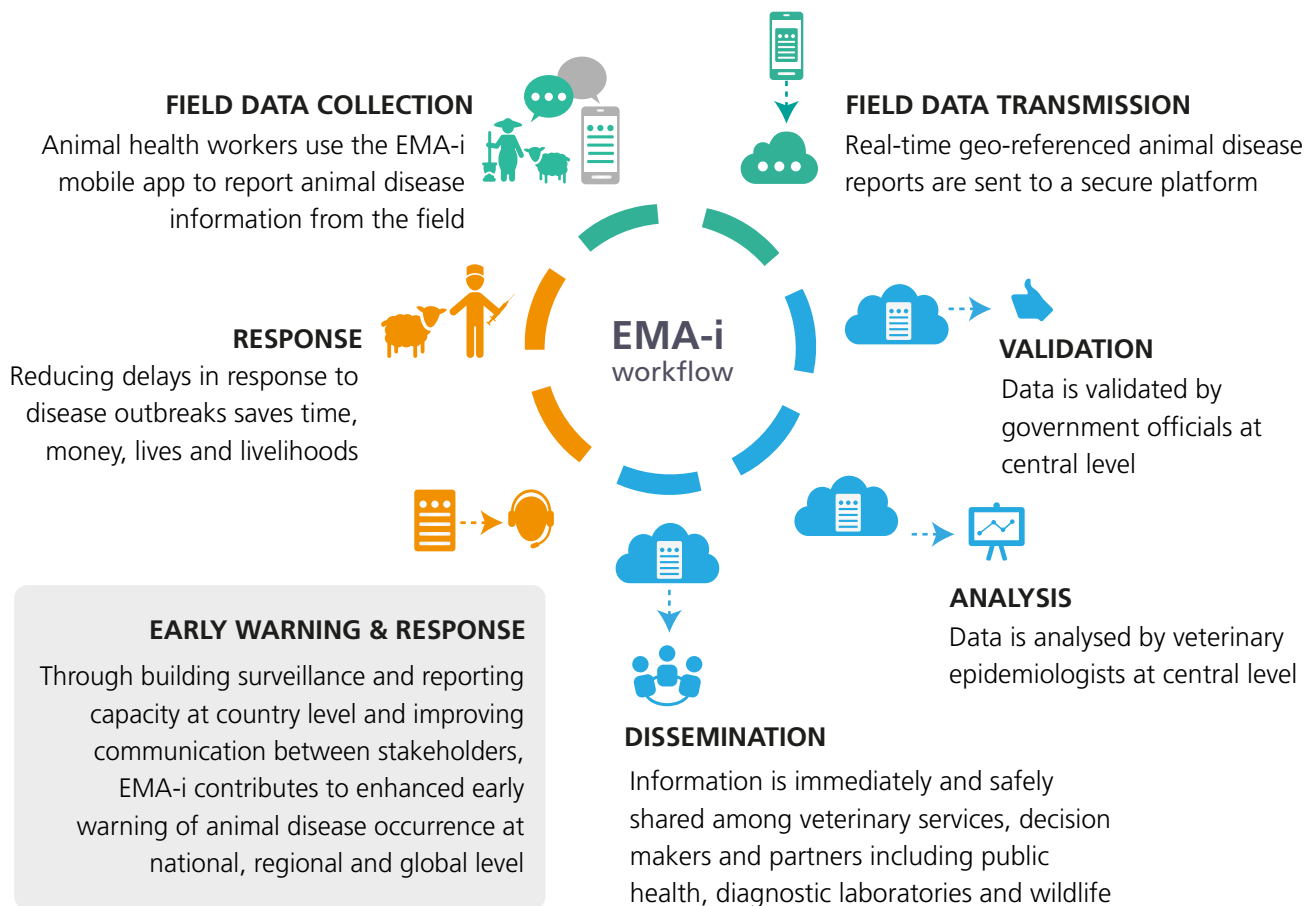 FIELD DATA COLLECTION
Animal health workers use the EMA-i
mobile app to report animal disease
information from the field
FIELD DATA TRANSMISSION
Real-time geo-referenced animal disease
reports are sent to a secure platform
EMA-i
workflow
VALIDATION
Data is validated by
government officials at
central level
ANALYSIS
Data is analysed by veterinary
epidemiologists at central level
DISSEMINATION
Information is immediately and safely
shared among veterinary services, decision
makers and partners including public
health, diagnostic laboratories and wildlife
EARLY WARNING & RESPONSE
Through building surveillance and reporting
capacity at country level and improving
communication between stakeholders,
EMA-i contributes to enhanced early
warning of animal disease occurrence at
national, regional and global level
RESPONSE
Reducing delays in response to
disease outbreaks saves time,
money, lives and livelihoods